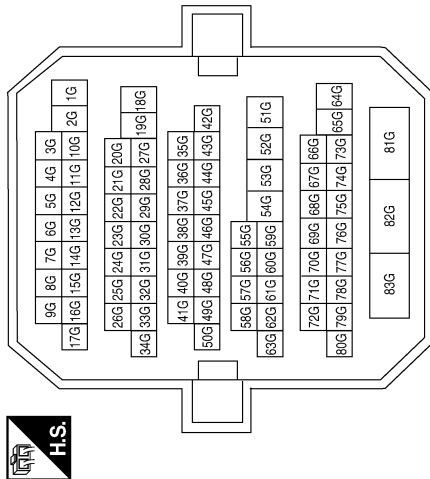 9G 8G 7G 6G 5G 4G 3G
17G 16G 15G 14G 13G 12G 11G 10G 2G 1G
26G 25G 24G 23G 22G 21G 20G
34G 33G 32G 31G 30G 29G 28G 27G 19G 18G
41G 40G 39G 38G 37G 36G 35G
50G 49G 48G 47G 46G 45G 44G 43G 42G
58G 57G 56G 55G
63G 62G 61G 60G 59G 54G 53G 52G 51G
72G 71G 70G 69G 68G 67G 66G
80G 79G 78G 77G 76G 75G 74G 73G 65G 64G
83G 82G 81G
H.S.